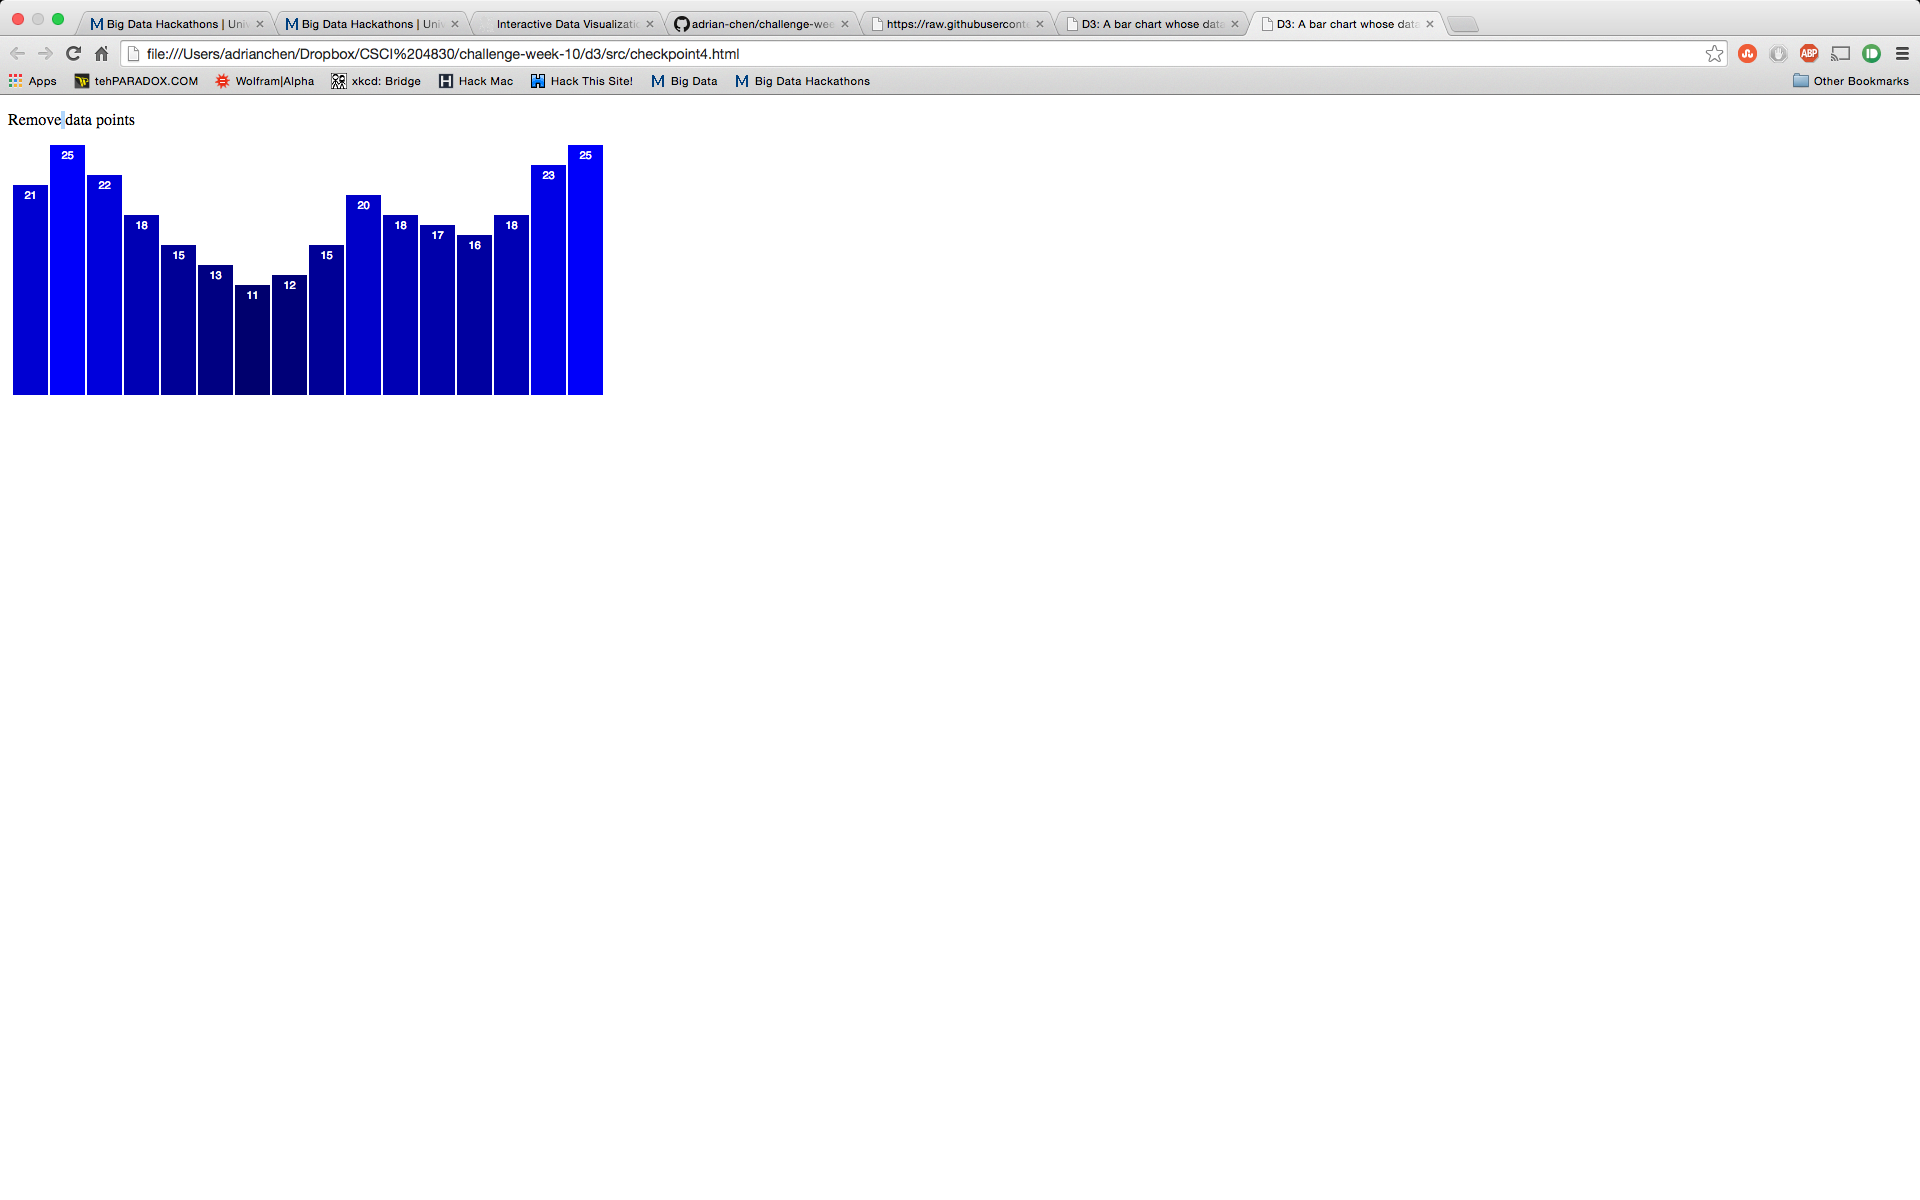 Big Data Hackathons | Univ
Big Data Hackathons | Univ
Interactive Data Visualizatio
adrian-chen/challenge-wee
https://raw.githubuserconte
D3: A bar chart whose data
D3: A bar chart whose data
file:///Users/adrianchen/Dropbox/CSCI%204830/challenge-week-10/d3/src/checkpoint4.html
ABP
Apps tehPARADOX.COM Wolfram|Alpha xkcd: Bridge Hack Mac Hack This Site! Big Data Big Data Hackathons Other Bookmarks
Remove data points
21 25 22 18 15 13 11 12 15 20 18 17 16 18 23 25